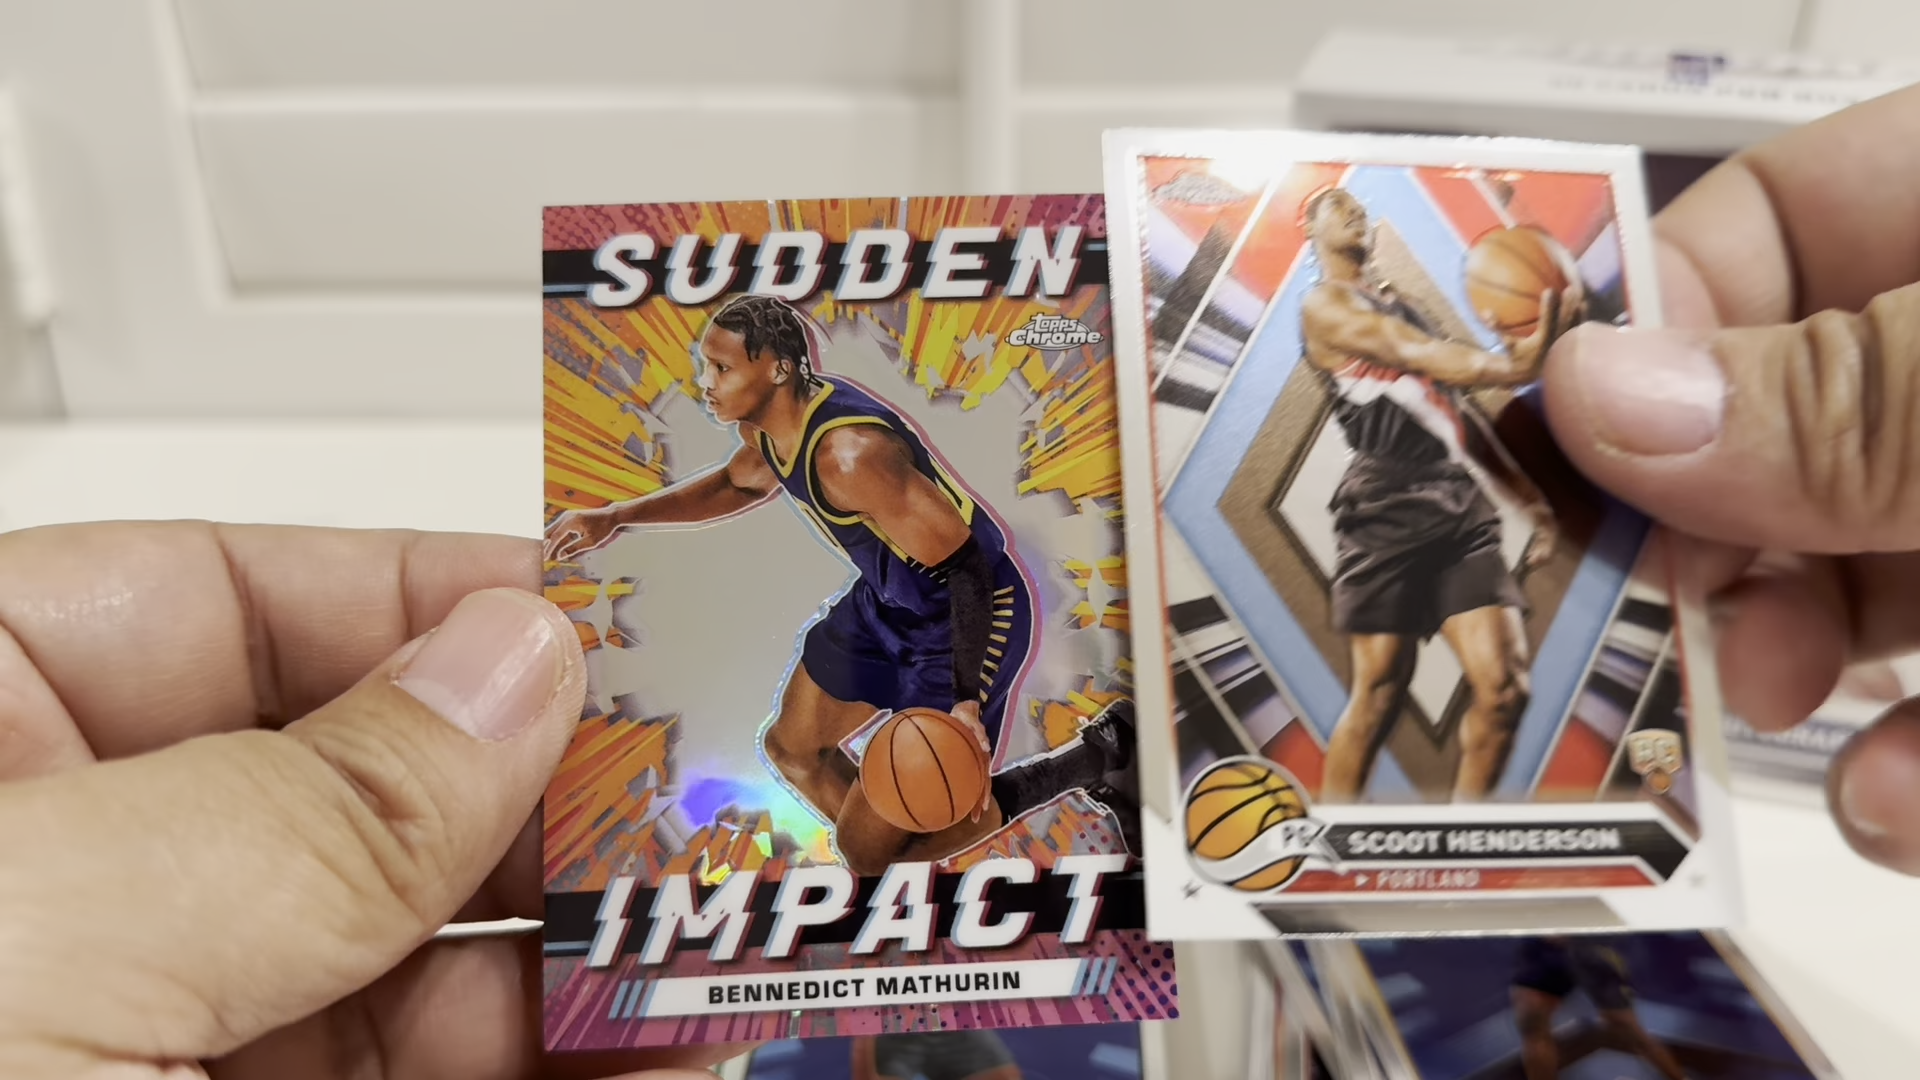 SUDDEN
Topps
Chrome
IMPACT
BENNEDICT MATHURIN
RC
PG
SCOOT HENDERSON
PORTLAND